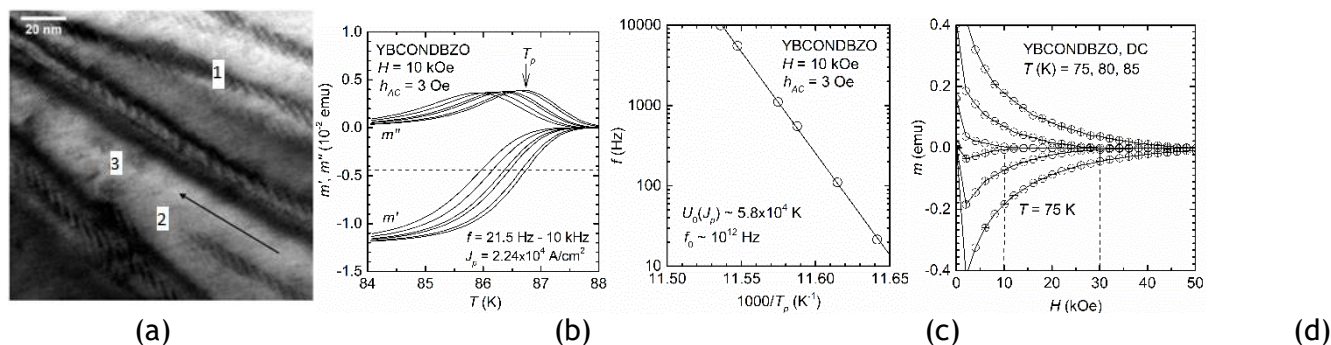 20 nm
1
3
2
(a)
YBCONDBZO
H = 10 kOe
h_AC = 3 Oe
T_p
m''
m'
f = 21.5 Hz - 10 kHz
J_p = 2.24x10^4 A/cm^2
m', m'' (10^-2 emu)
1.0
0.5
0.0
-0.5
-1.0
-1.5
84 85 86 87 88
T (K)
(b)
YBCONDBZO
H = 10 kOe
h_AC = 3 Oe
U_0(J_p) ~ 5.8x10^4 K
f_0 ~ 10^12 Hz
f (Hz)
10000
1000
100
10
11.50 11.55 11.60 11.65
1000/T_p (K^-1)
(c)
YBCONDBZO, DC
T (K) = 75, 80, 85
T = 75 K
m (emu)
0.4
0.2
0.0
-0.2
-0.4
0 10 20 30 40 50
H (kOe)
(d)